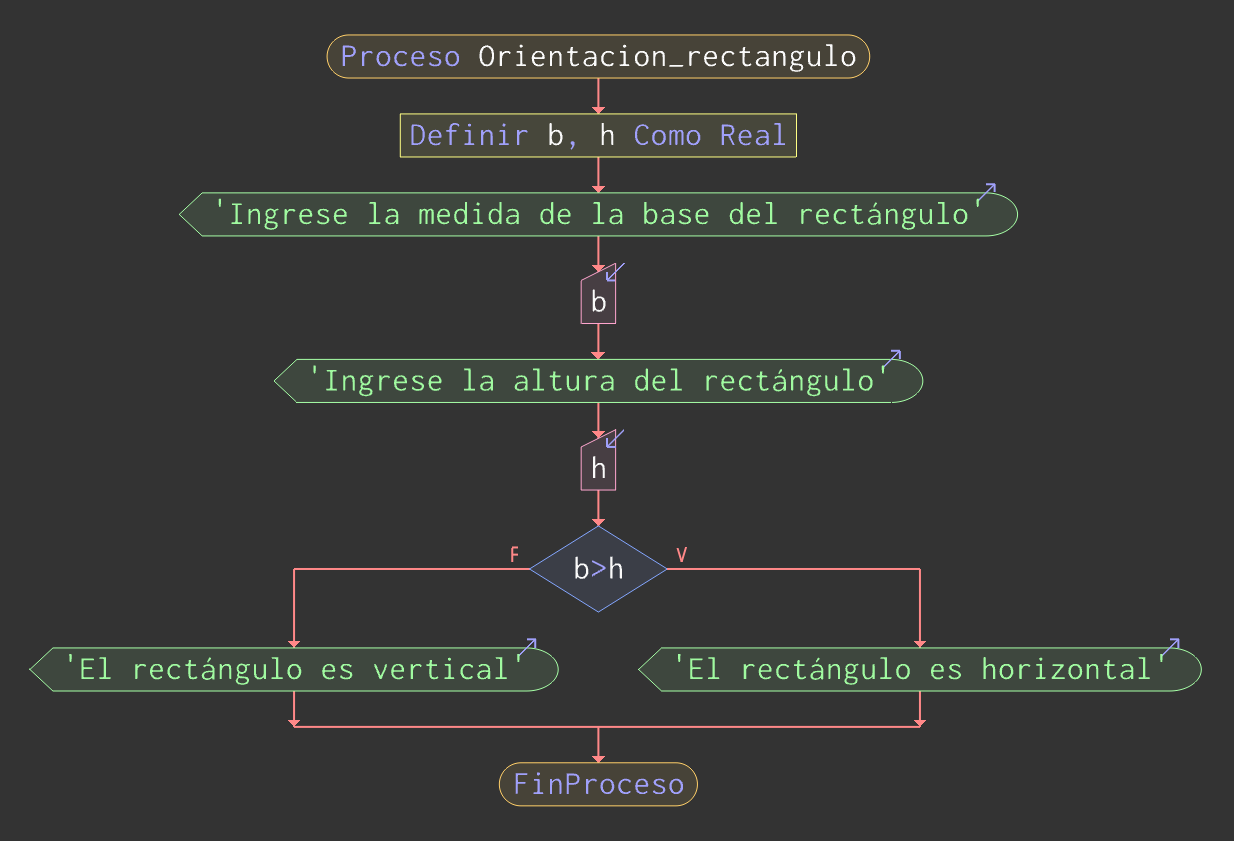 Proceso Orientacion_rectangulo
Definir b, h Como Real
'Ingrese la medida de la base del rectángulo'
b
'Ingrese la altura del rectángulo'
h
F
V
b>h
'El rectángulo es vertical'
'El rectángulo es horizontal'
FinProceso